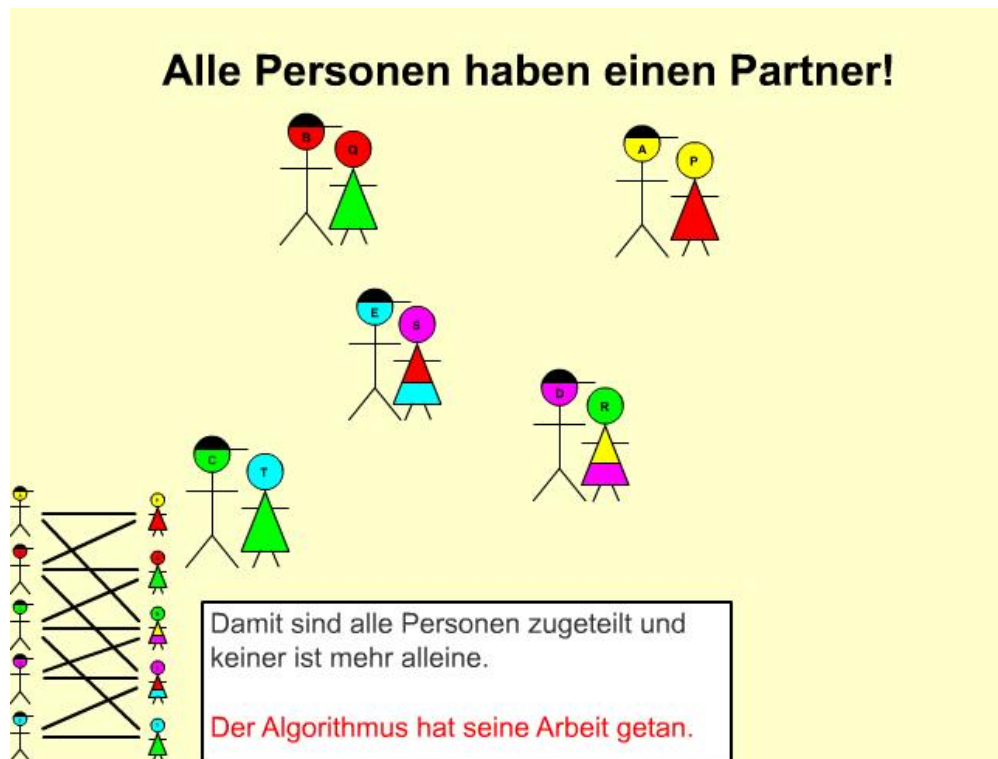 Alle Personen haben einen Partner!
B
Q
A
P
E
S
D
R
C
T
Damit sind alle Personen zugeteilt und
keiner ist mehr alleine.
Der Algorithmus hat seine Arbeit getan.